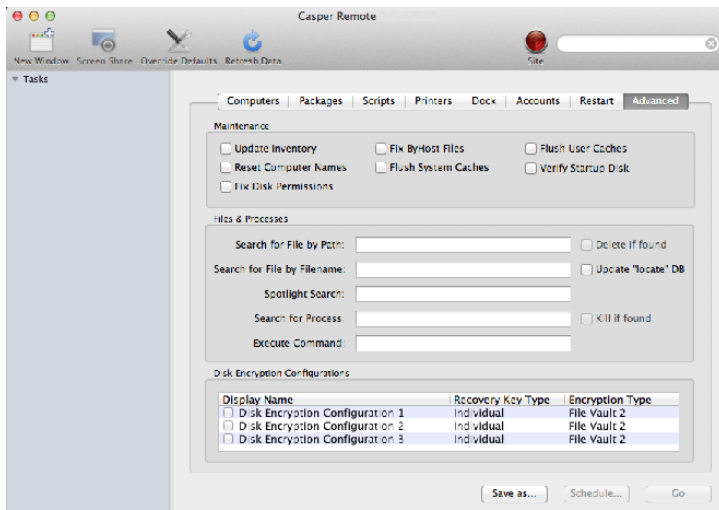 Casper Remote
New Window Screen Share Override Defaults Refresh Data Site
Tasks
Computers Packages Scripts Printers Dock Accounts Restart Advanced
Maintenance
Update Inventory Fix ByHost Files Flush User Caches
Reset Computer Names Flush System Caches Verify Startup Disk
Fix Disk Permissions
Files & Processes
Search for File by Path: Delete if found
Search for File by Filename: Update "locate" DB
Spotlight Search:
Search for Process: Kill if found
Execute Command:
Disk Encryption Configurations
Display Name Recovery Key Type Encryption Type
Disk Encryption Configuration 1 Individual File Vault 2
Disk Encryption Configuration 2 Individual File Vault 2
Disk Encryption Configuration 3 Individual File Vault 2
Save as... Schedule... Go